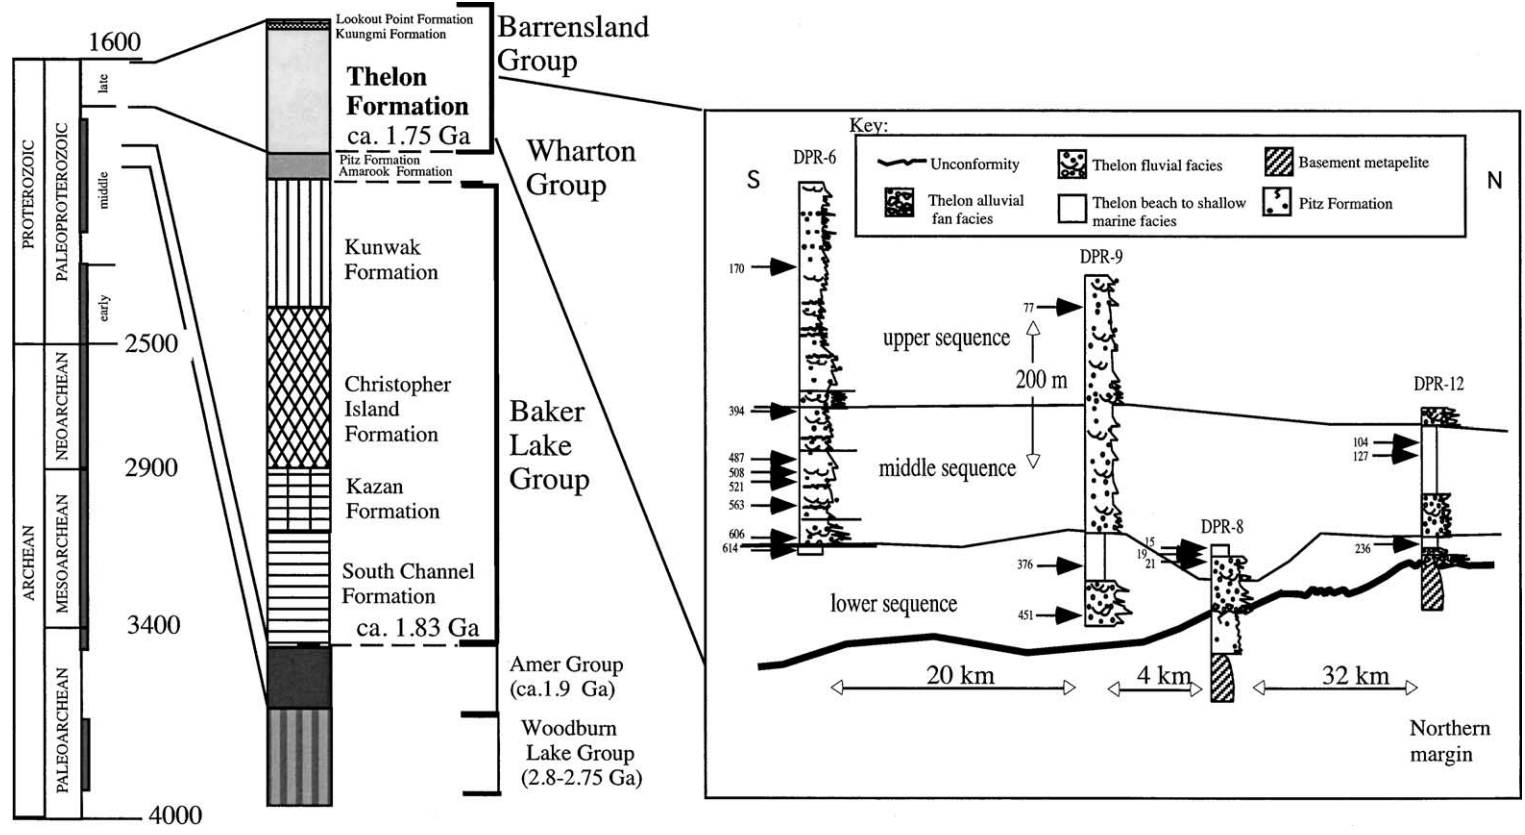 1600
late
middle
early
PROTEROZOIC
PALEOPROTEROZOIC
2500
NEOARCHEAN
2900
ARCHEAN
MESOARCHEAN
3400
PALEOARCHEAN
4000
Lookout Point Formation
Kuungmi Formation
Thelon
Formation
ca. 1.75 Ga
Pitz Formation
Amarook Formation
Kunwak
Formation
Christopher
Island
Formation
Kazan
Formation
South Channel
Formation
ca. 1.83 Ga
Barrensland
Group
Wharton
Group
Baker
Lake
Group
Amer Group
(ca.1.9 Ga)
Woodburn
Lake Group
(2.8-2.75 Ga)
Key:
Unconformity
Thelon fluvial facies
Basement metapelite
Thelon alluvial
fan facies
Thelon beach to shallow
marine facies
Pitz Formation
S
N
DPR-6
170
394
487
508
521
563
606
614
DPR-9
77
376
451
DPR-8
15
19
21
DPR-12
104
127
236
upper sequence
200 m
middle sequence
lower sequence
20 km
4 km
32 km
Northern
margin